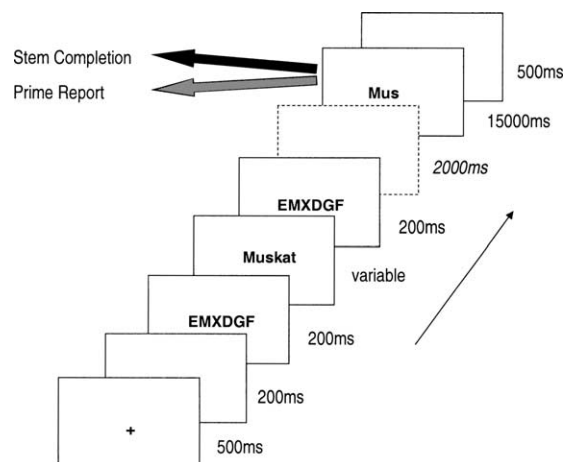 Stem Completion
Prime Report
500ms
Mus
15000ms
2000ms
EMXDGF
200ms
Muskat
variable
EMXDGF
200ms
200ms
+
500ms